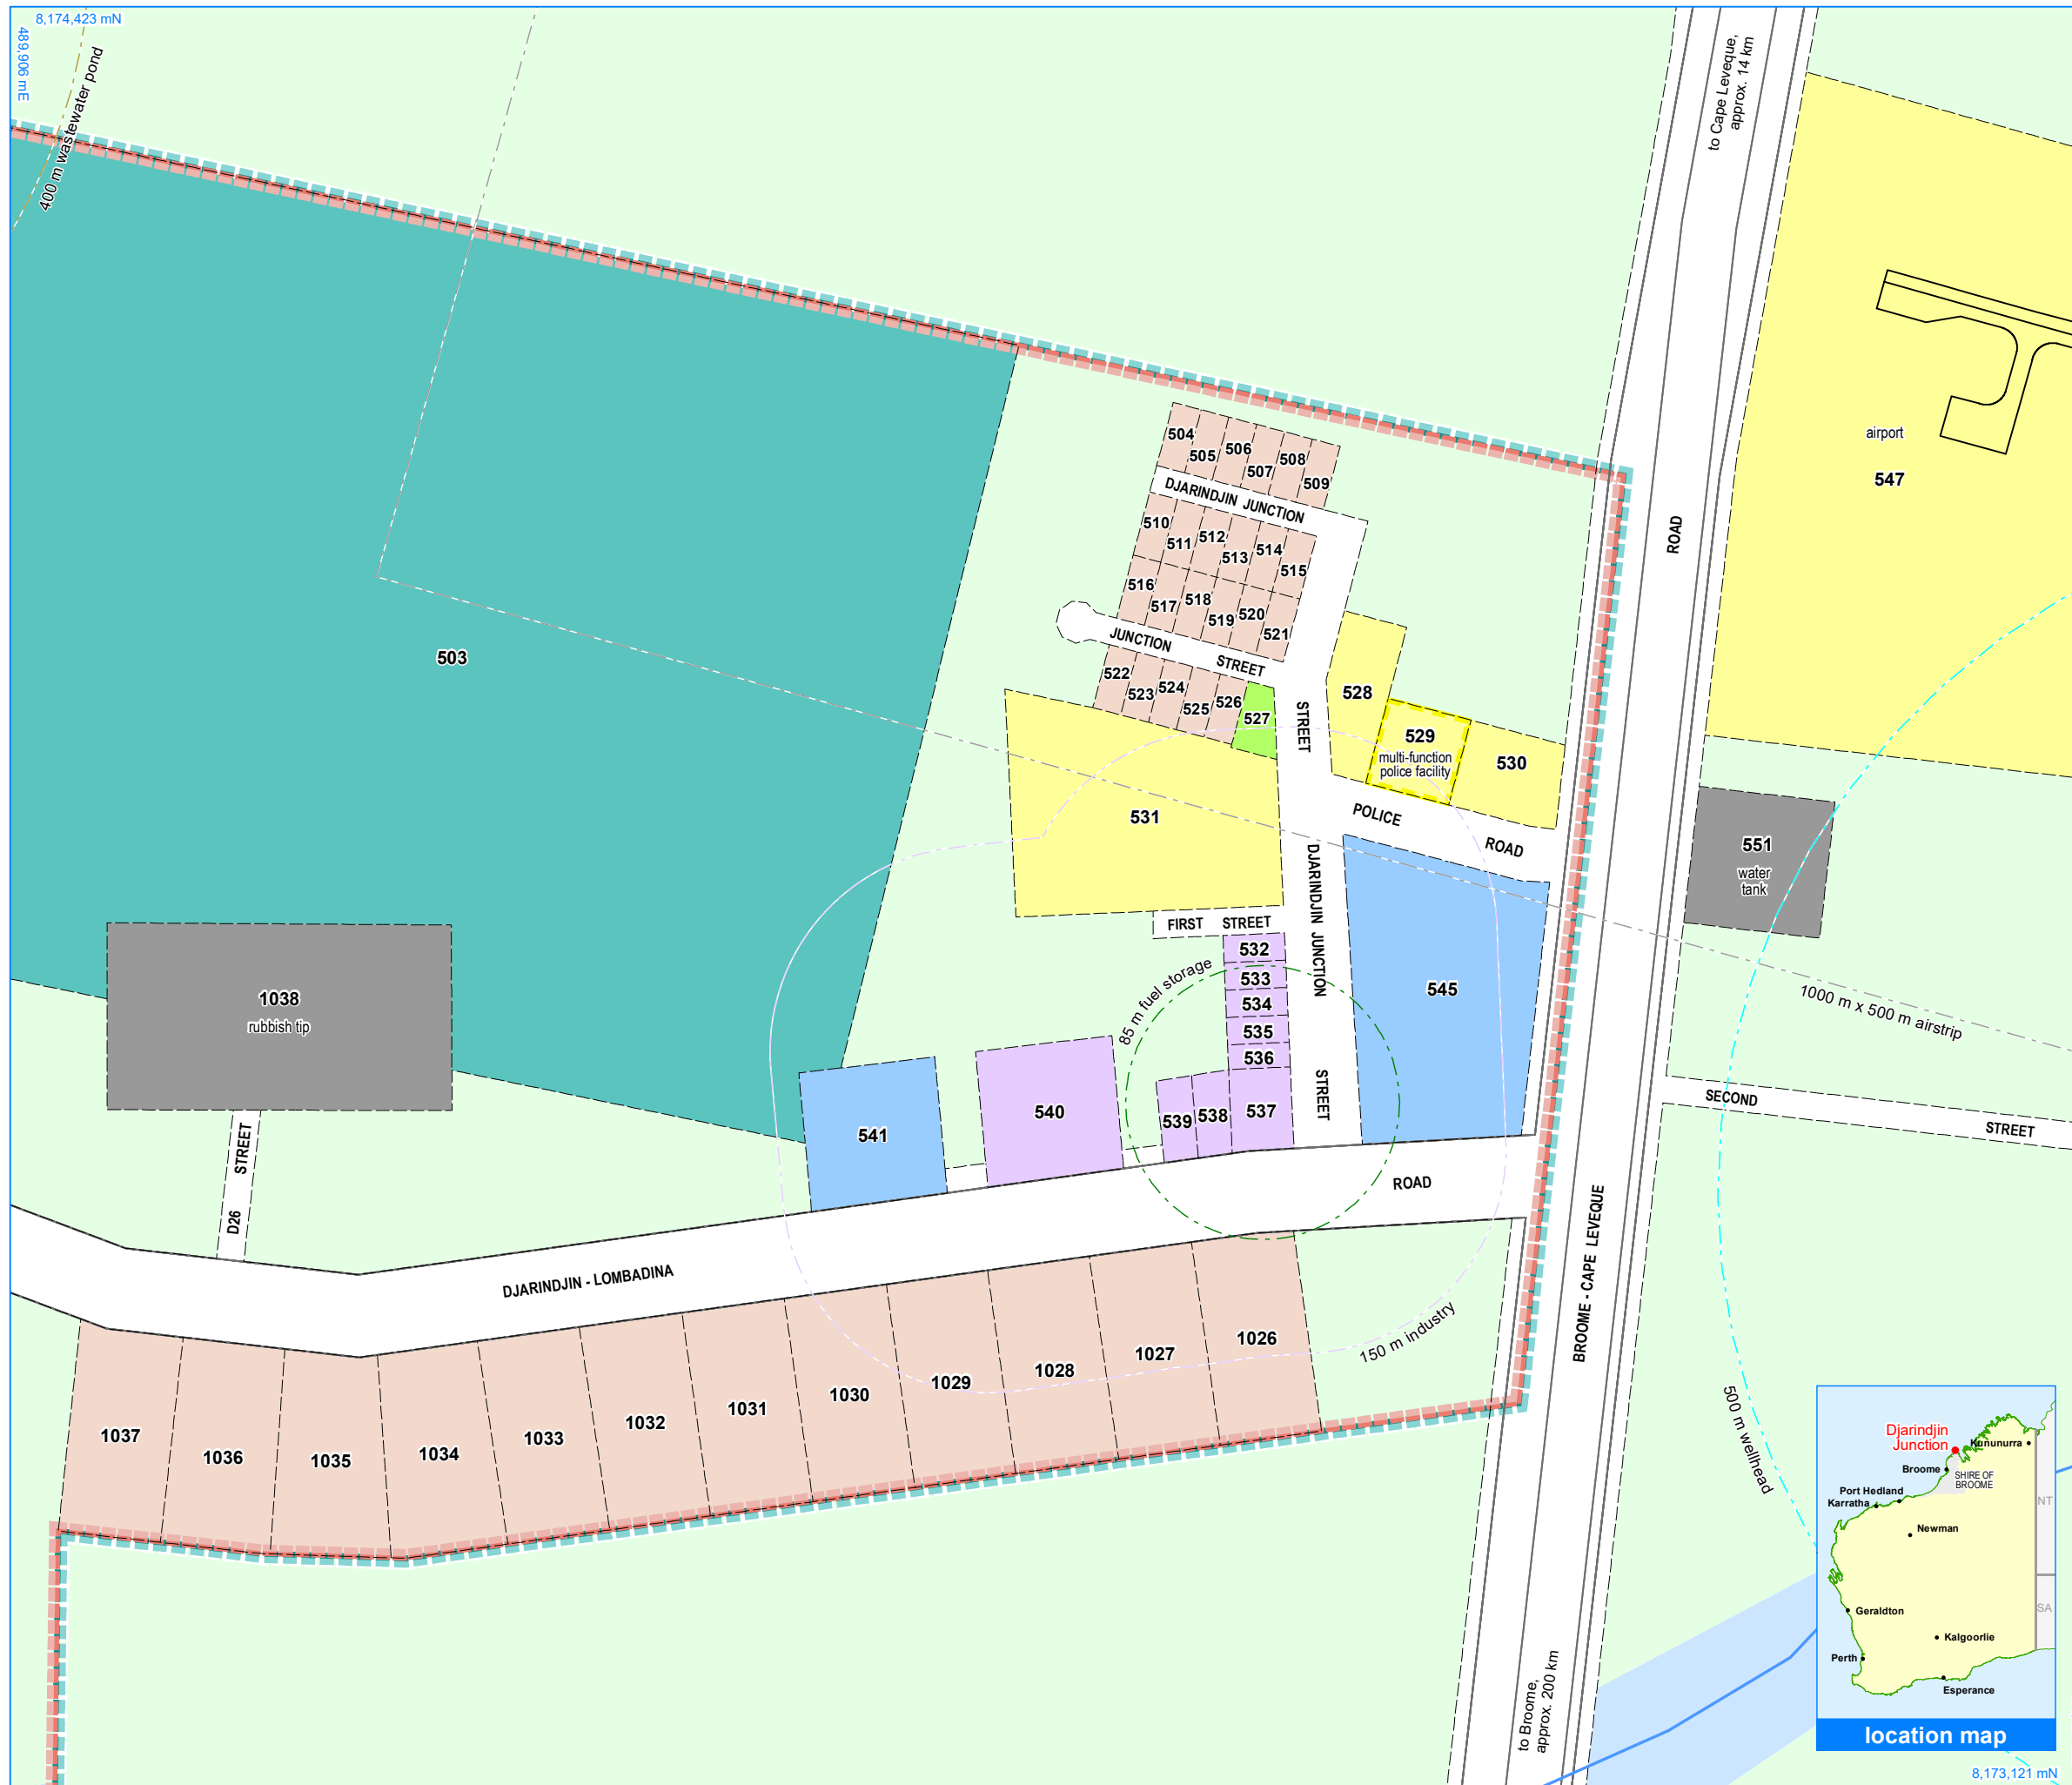 8,174,423 mN
489,906 mE
400 m wastewater pond
to Cape Leveque,
approx. 14 km
airport
547
ROAD
504
505
506
507
508
509
DJARINDJIN JUNCTION
510
511
512
513
514
515
516
517
518
519
520
521
JUNCTION STREET
522
523
524
525
526
527
STREET
528
529
multi-function
police facility
530
503
531
POLICE ROAD
551
water
tank
FIRST STREET
DJARINDJIN JUNCTION STREET
532
533
534
535
536
537
538
539
540
541
545
85 m fuel storage
1000 m x 500 m airstrip
1038
rubbish tip
D26 STREET
SECOND STREET
DJARINDJIN - LOMBADINA ROAD
BROOME - CAPE LEVEQUE
150 m industry
500 m wellhead
1037
1036
1035
1034
1033
1032
1031
1030
1029
1028
1027
1026
to Broome,
approx. 200 km
Djarindjin
Junction
Kununurra
Broome
SHIRE OF
BROOME
Port Hedland
Karratha
NT
Newman
SA
Geraldton
Kalgoorlie
Perth
Esperance
location map
8,173,121 mN